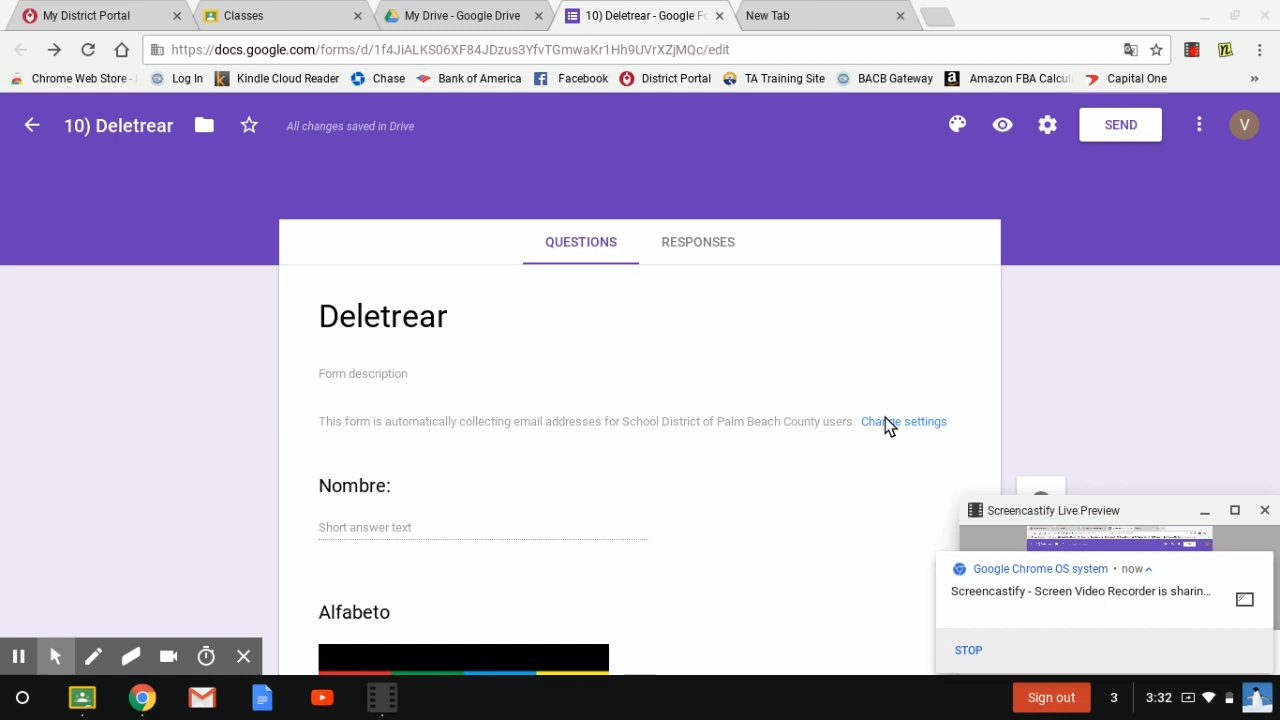 My District Portal
Classes
My Drive - Google Drive
10) Deletrear - Google Fo
New Tab
https://docs.google.com/forms/d/1f4JiALKS06XF84JDzus3YfvTGmwaKr1Hh9UVrXZjMQc/edit
Chrome Web Store -
Log In
Kindle Cloud Reader
Chase
Bank of America
Facebook
District Portal
TA Training Site
BACB Gateway
Amazon FBA Calcul
Capital One
»
10) Deletrear
All changes saved in Drive
SEND
V
QUESTIONS
RESPONSES
Deletrear
Form description
This form is automatically collecting email addresses for School District of Palm Beach County users. Change settings
Nombre:
Short answer text
Alfabeto
Screencastify Live Preview
Google Chrome OS system • now
Screencastify - Screen Video Recorder is sharin...
STOP
Sign out
3
3:32